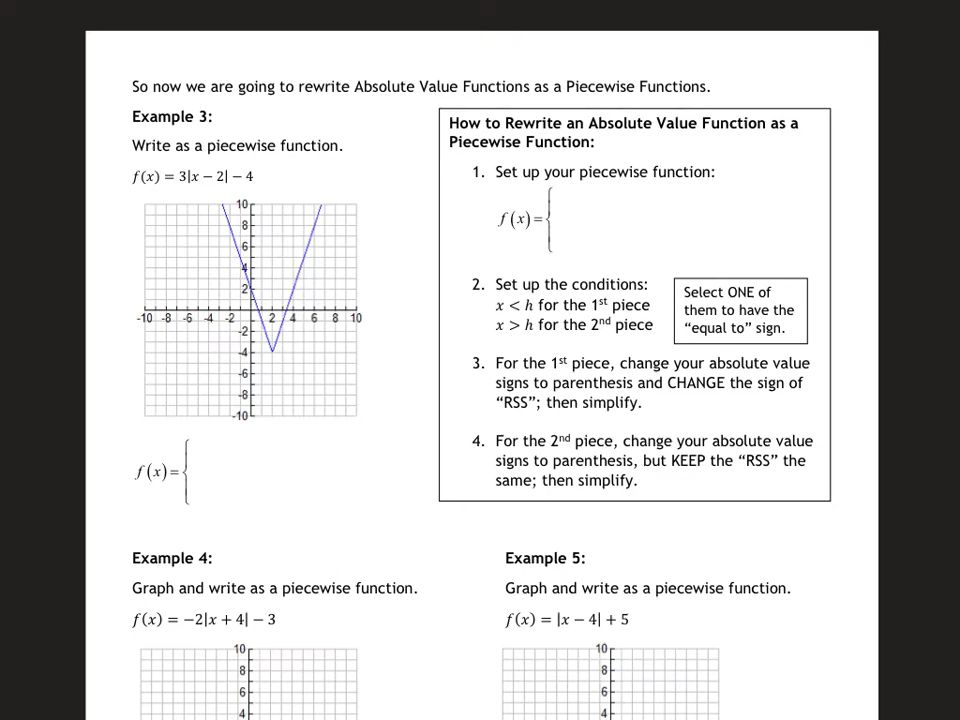 So now we are going to rewrite Absolute Value Functions as a Piecewise Functions.
Example 3:
Write as a piecewise function.
f(x) = 3|x − 2| − 4
10
8
6
4
2
-10 -8 -6 -4 -2 2 4 6 8 10
-2
-4
-6
-8
-10
f(x)={
How to Rewrite an Absolute Value Function as a
Piecewise Function:
1. Set up your piecewise function:
f(x)={
2. Set up the conditions:
x < h for the 1st piece
x > h for the 2nd piece
Select ONE of
them to have the
“equal to” sign.
3. For the 1st piece, change your absolute value
signs to parenthesis and CHANGE the sign of
“RSS”; then simplify.
4. For the 2nd piece, change your absolute value
signs to parenthesis, but KEEP the “RSS” the
same; then simplify.
Example 4:
Graph and write as a piecewise function.
f(x) = −2|x + 4| − 3
10
8
6
4
Example 5:
Graph and write as a piecewise function.
f(x) = |x − 4| + 5
10
8
6
4